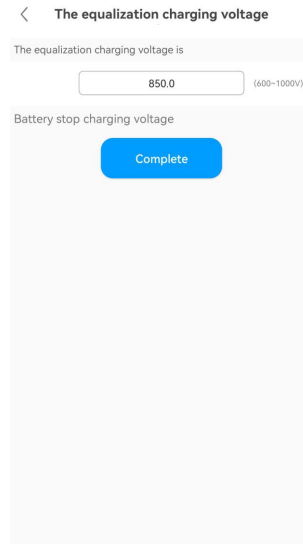 The equalization charging voltage
The equalization charging voltage is
850.0 (600~1000V)
Battery stop charging voltage
Complete